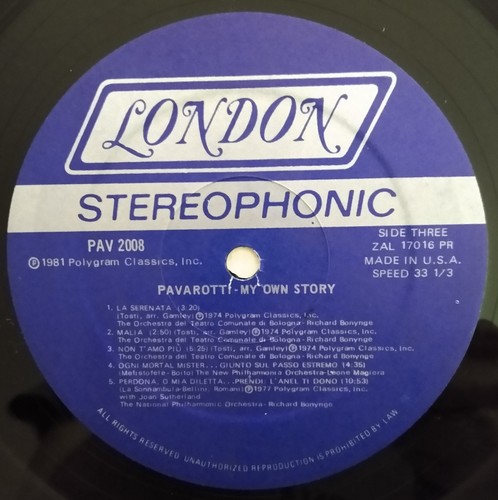 LONDON
STEREOPHONIC
PAV 2008
℗1981 Polygram Classics, Inc.
SIDE THREE
ZAL 17016 PR
MADE IN U.S.A.
SPEED 33 1/3
PAVAROTTI-MY OWN STORY
1. LA SERENATA (3:20)
(Tosti, arr. Gamley) ℗1974 Polygram Classics, Inc.
The Orchestra del Teatro Comunale di Bologna-Richard Bonynge
2. MALIA (2:50) (Tosti, arr. Gamley) ℗1974 Polygram Classics, Inc.
The Orchestra del Teatro Comunale di Bologna-Richard Bonynge
3. NON T'AMO PIÙ (5:25) (Tosti, arr. Gamley) ℗1974 Polygram Classics, Inc.
The Orchestra del Teatro Comunale di Bologna-Richard Bonynge
4. OGNI MORTAL MISTER...GIUNTO SUL PASSO ESTREMO (4:35)
(Mefistofele-Boito) The New Philharmonia Orchestra-Leone Magiera
5. PERDONA, O MIA DILETTA...PRENDI: L'ANEL TI DONO (10:53)
(La Sonnambula-Bellini; Romani) ℗1977 Polygram Classics, Inc.
with Joan Sutherland
The National Philharmonic Orchestra-Richard Bonynge
ALL RIGHTS RESERVED. UNAUTHORIZED REPRODUCTION IS PROHIBITED BY LAW